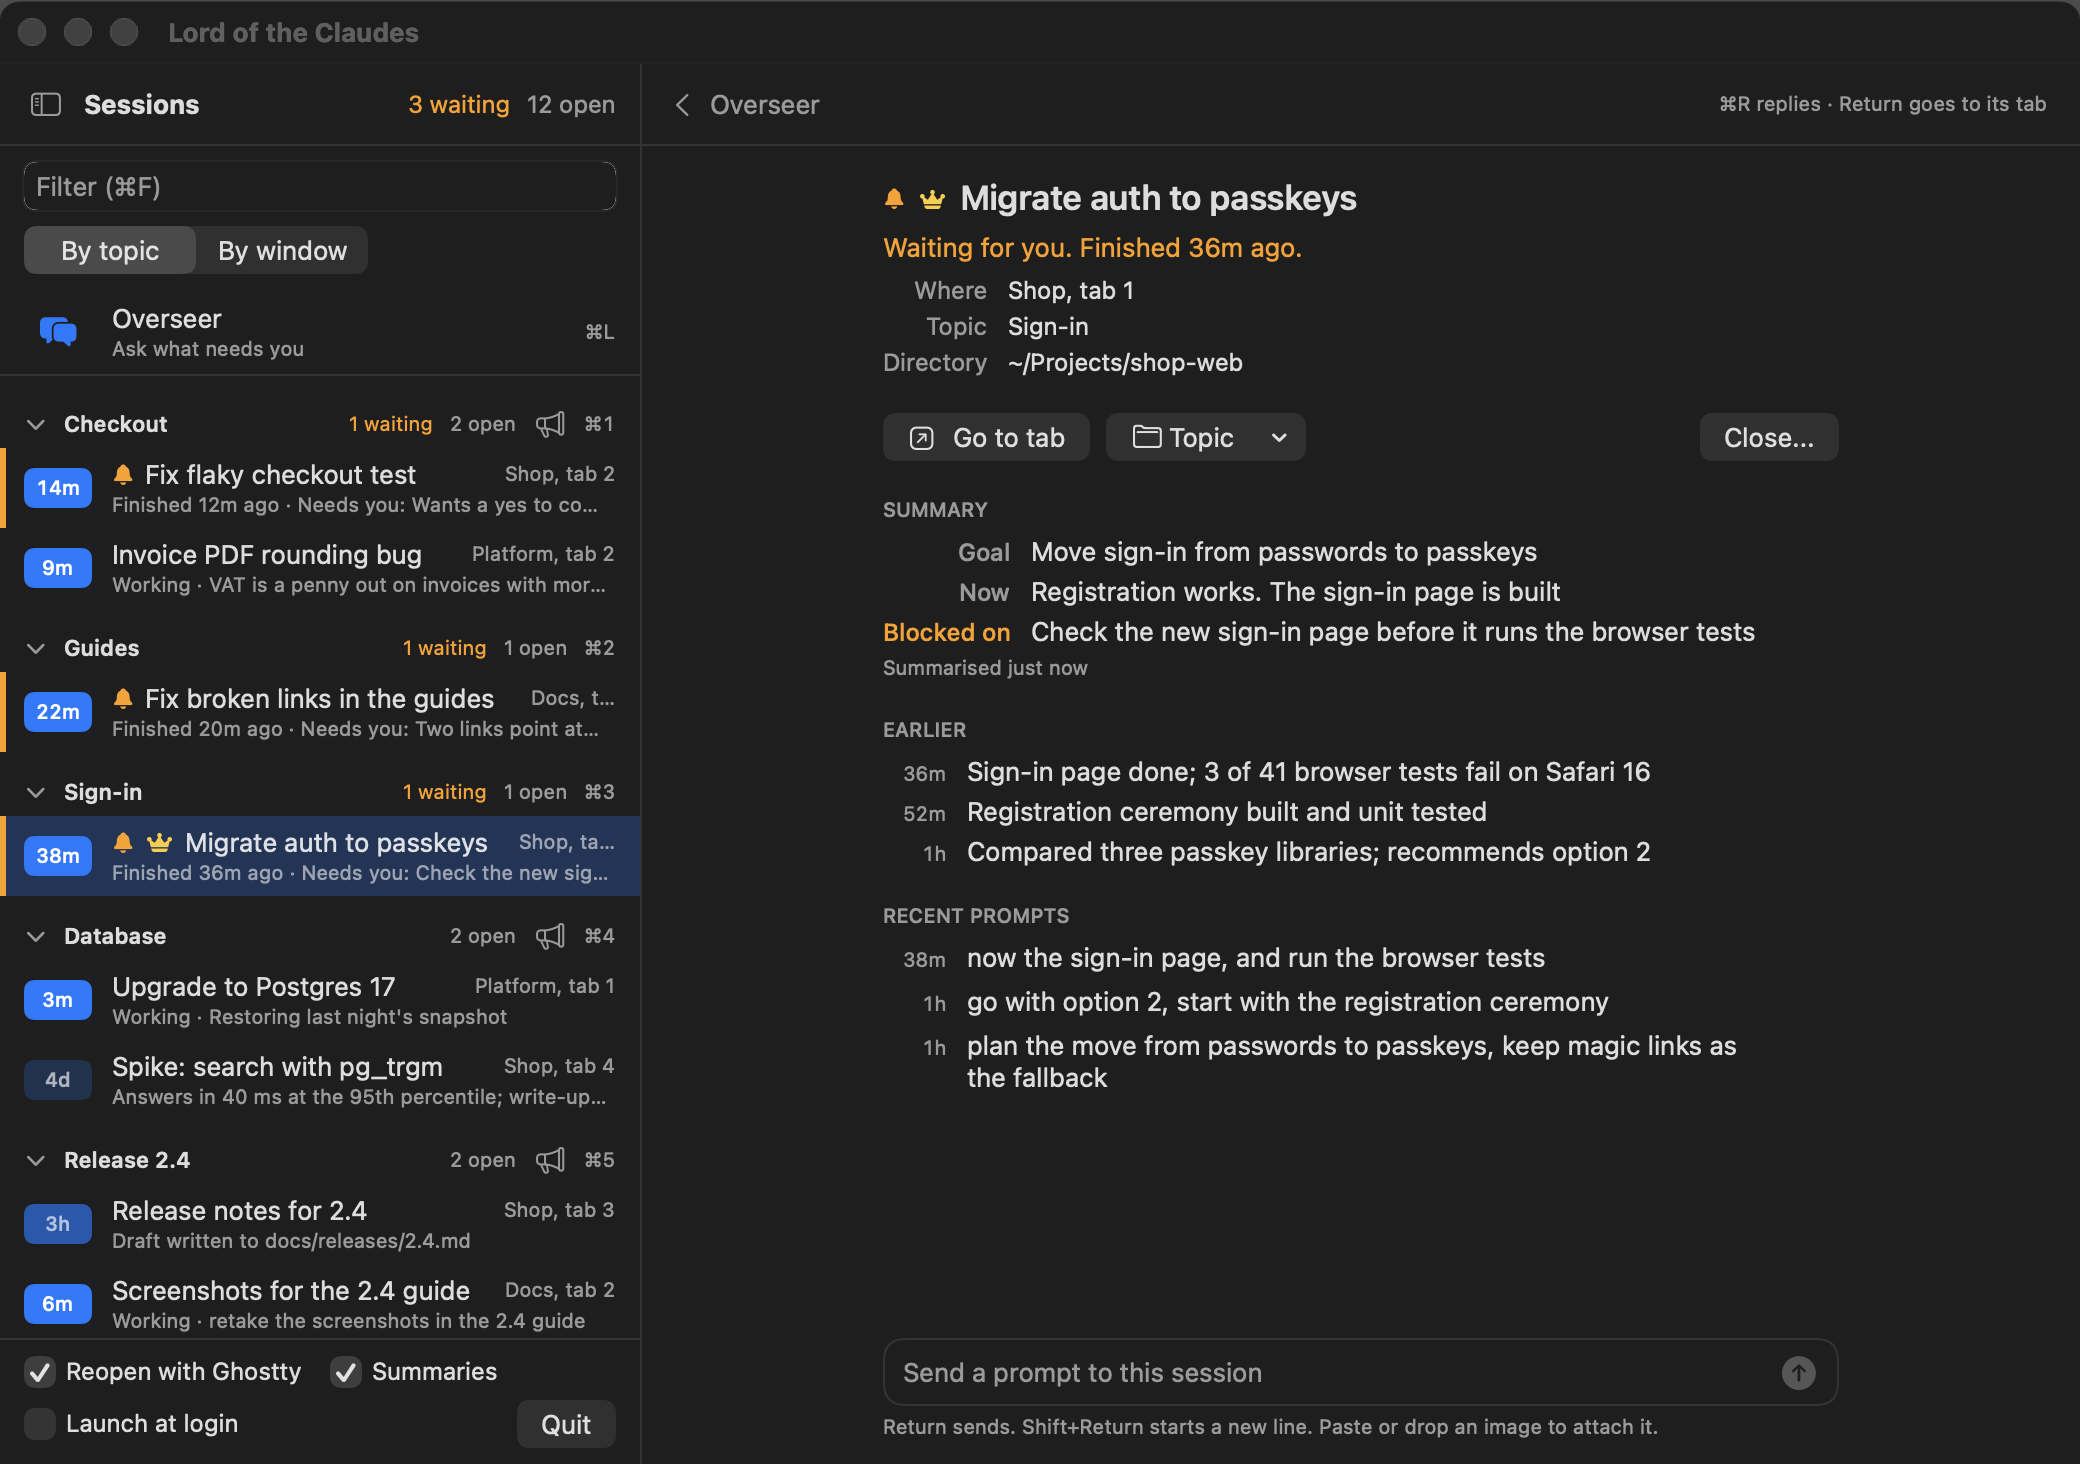 Lord of the Claudes
Sessions 3 waiting 12 open
Filter (⌘F)
By topic By window
Overseer ⌘L
Ask what needs you
Checkout 1 waiting 2 open ⌘1
14m Fix flaky checkout test Shop, tab 2
Finished 12m ago · Needs you: Wants a yes to co...
9m Invoice PDF rounding bug Platform, tab 2
Working · VAT is a penny out on invoices with mor...
Guides 1 waiting 1 open ⌘2
22m Fix broken links in the guides Docs, t...
Finished 20m ago · Needs you: Two links point at...
Sign-in 1 waiting 1 open ⌘3
38m Migrate auth to passkeys Shop, ta...
Finished 36m ago · Needs you: Check the new sig...
Database 2 open ⌘4
3m Upgrade to Postgres 17 Platform, tab 1
Working · Restoring last night's snapshot
4d Spike: search with pg_trgm Shop, tab 4
Answers in 40 ms at the 95th percentile; write-up...
Release 2.4 2 open ⌘5
3h Release notes for 2.4 Shop, tab 3
Draft written to docs/releases/2.4.md
6m Screenshots for the 2.4 guide Docs, tab 2
Working · retake the screenshots in the 2.4 guide
Reopen with Ghostty Summaries
Launch at login Quit
Overseer ⌘R replies · Return goes to its tab
Migrate auth to passkeys
Waiting for you. Finished 36m ago.
Where Shop, tab 1
Topic Sign-in
Directory ~/Projects/shop-web
Go to tab Topic Close...
SUMMARY
Goal Move sign-in from passwords to passkeys
Now Registration works. The sign-in page is built
Blocked on Check the new sign-in page before it runs the browser tests
Summarised just now
EARLIER
36m Sign-in page done; 3 of 41 browser tests fail on Safari 16
52m Registration ceremony built and unit tested
1h Compared three passkey libraries; recommends option 2
RECENT PROMPTS
38m now the sign-in page, and run the browser tests
1h go with option 2, start with the registration ceremony
1h plan the move from passwords to passkeys, keep magic links as
the fallback
Send a prompt to this session
Return sends. Shift+Return starts a new line. Paste or drop an image to attach it.